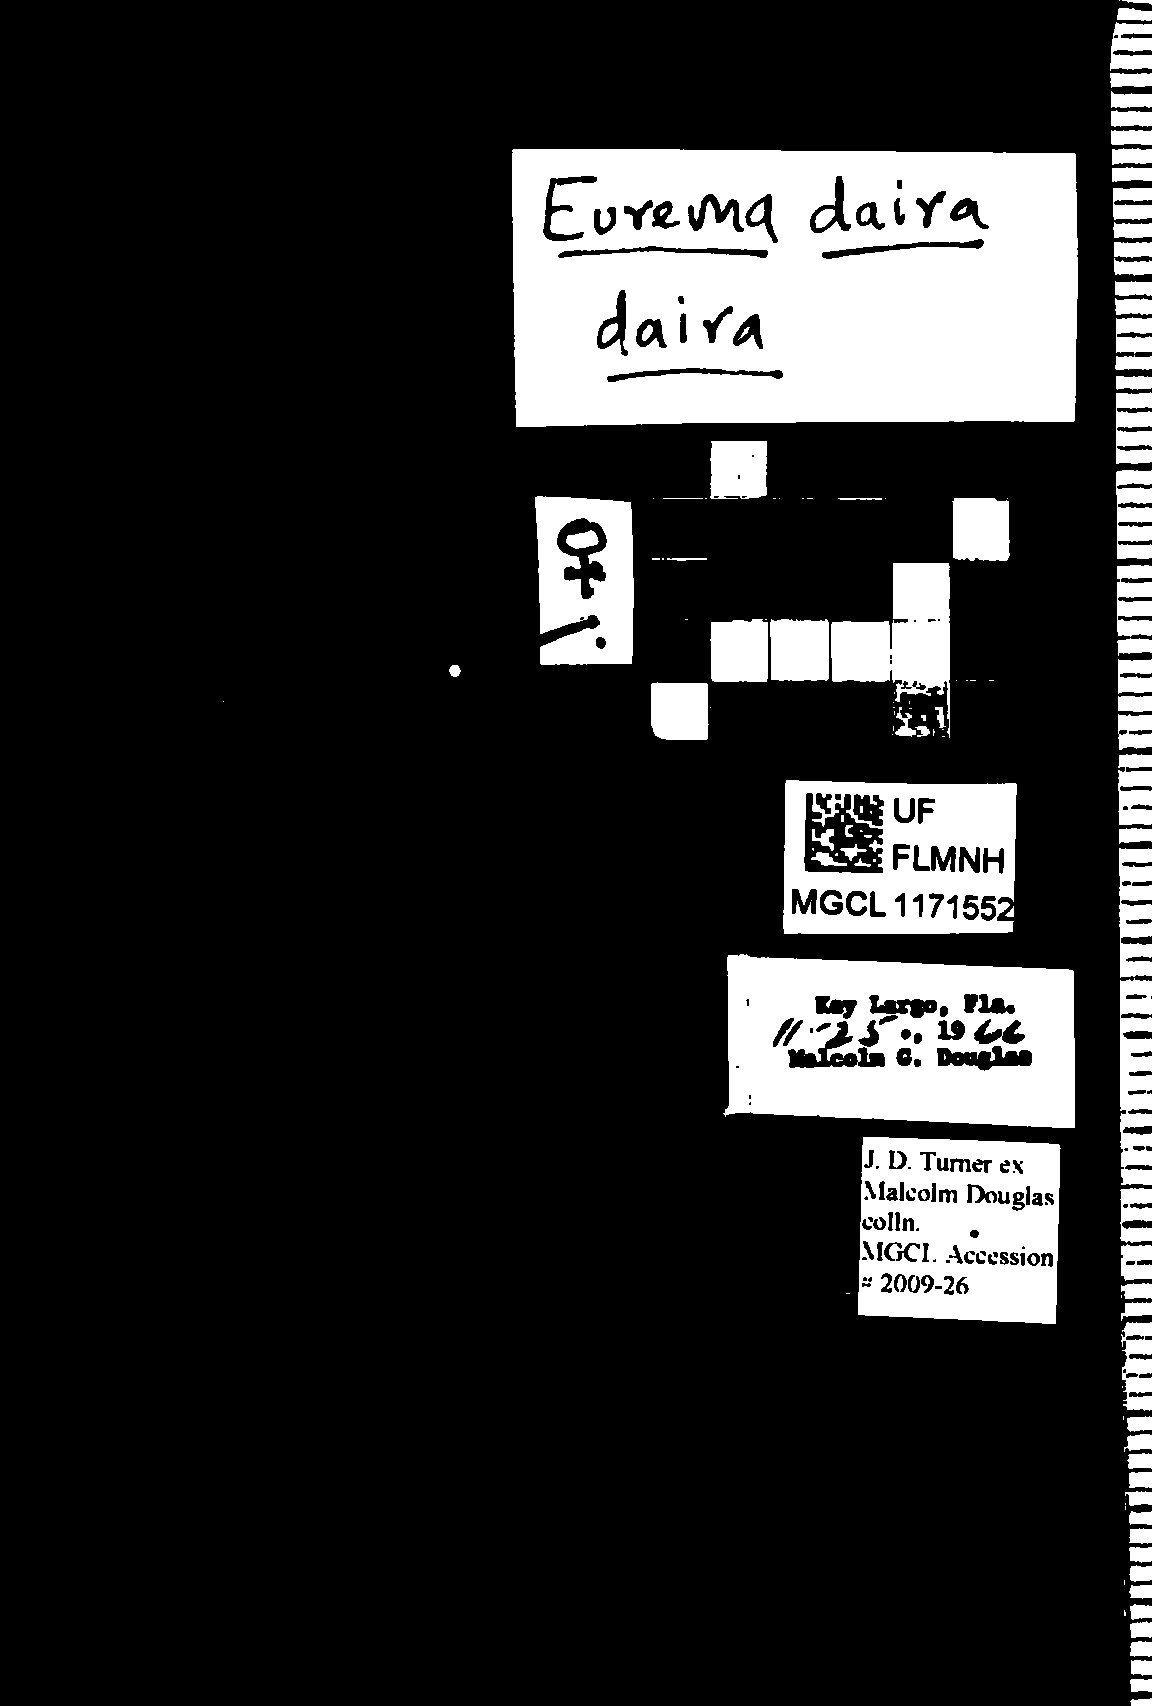 Eurema daira
daira
♀
UF
FLMNH
MGCL 1171552
Key Largo, Fla.
11-25., 1966
Malcolm G. Douglas
J. D. Turner ex
Malcolm Douglas
colln.
MGCL Accession
# 2009-26